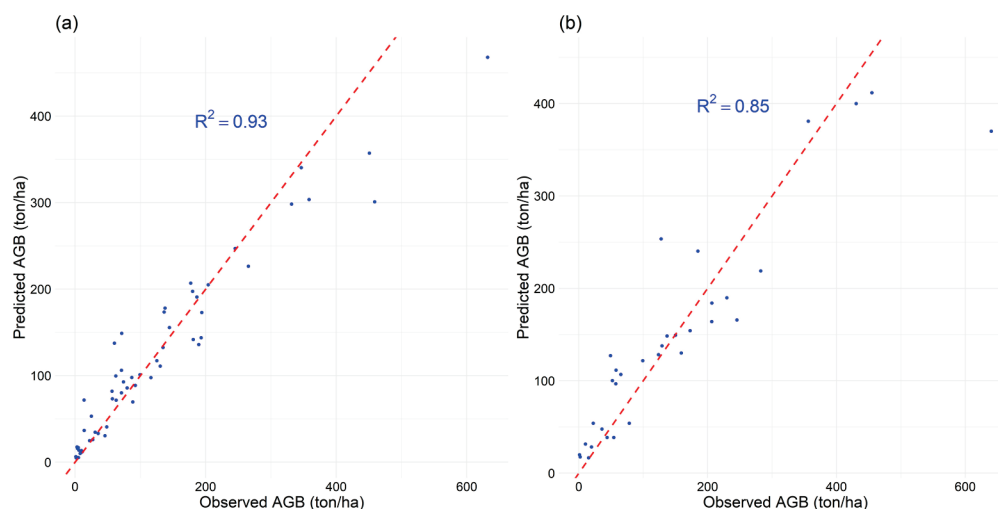 (a)
R² = 0.93
Predicted AGB (ton/ha)
400
300
200
100
0
0 200 400 600
Observed AGB (ton/ha)
(b)
R² = 0.85
Predicted AGB (ton/ha)
400
300
200
100
0
0 200 400 600
Observed AGB (ton/ha)